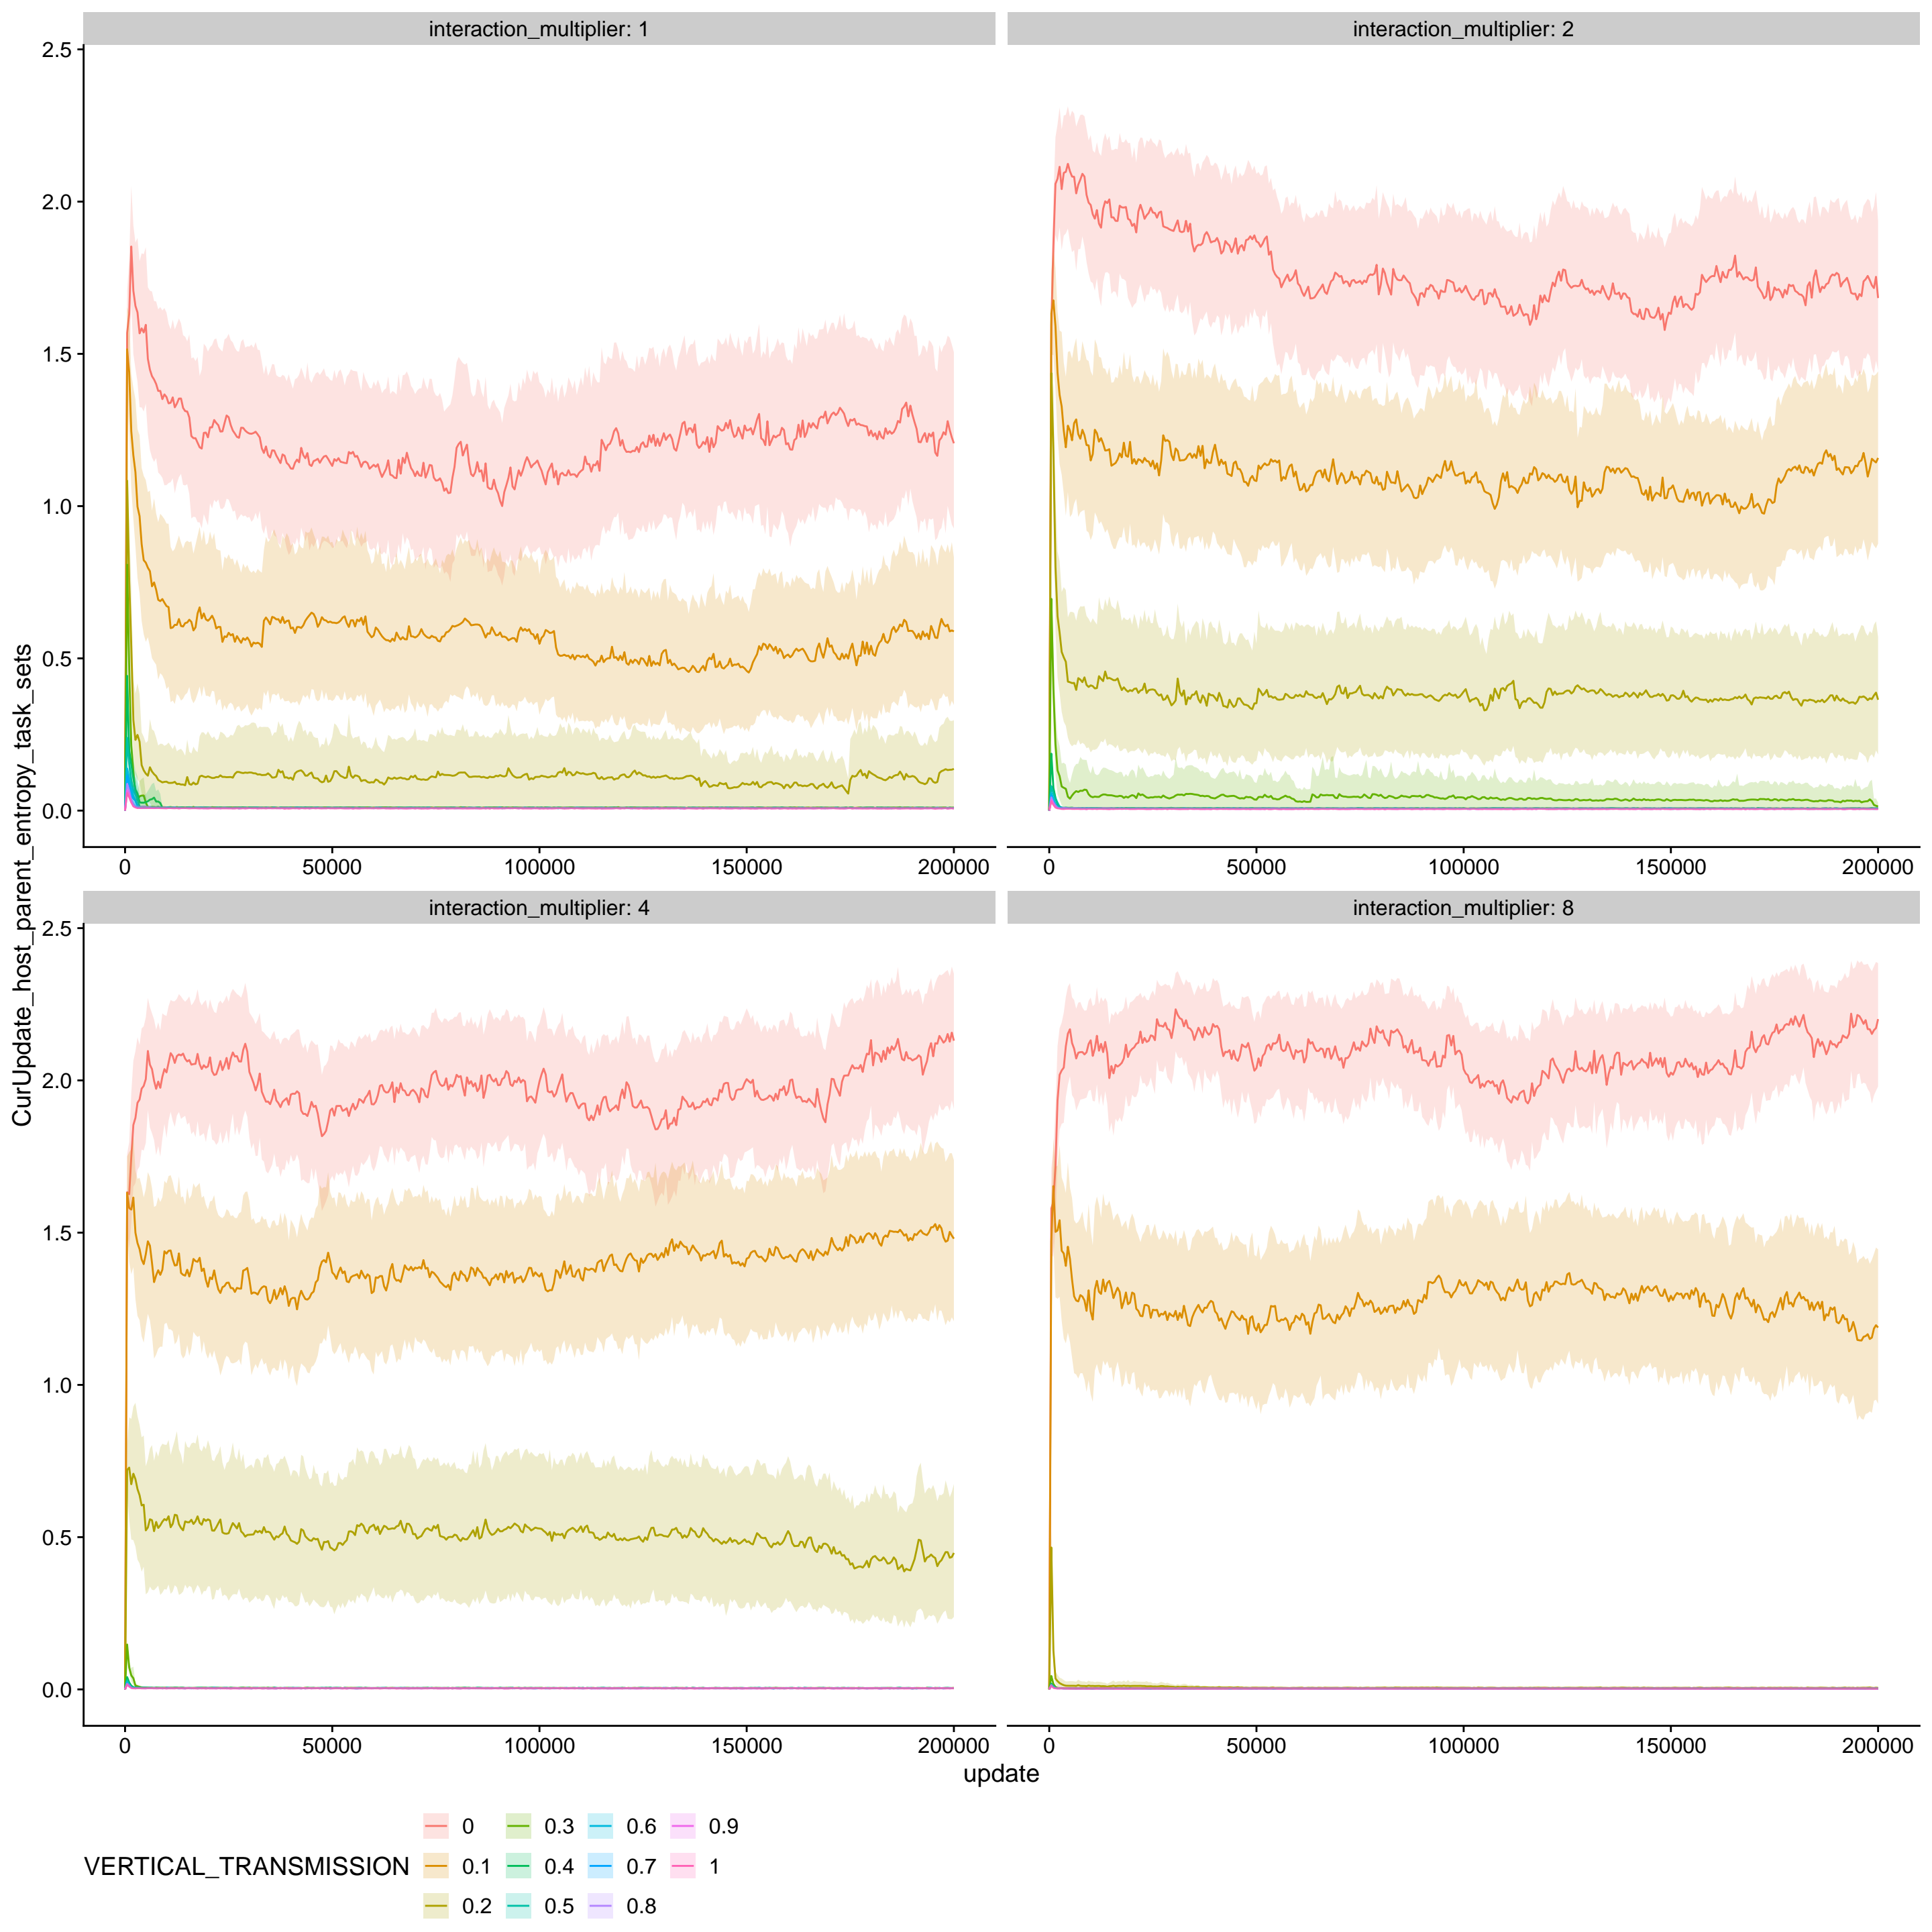 interaction_multiplier: 1
interaction_multiplier: 2
2.5
2.0
1.5
1.0
0.5
0.0
0 50000 100000 150000 200000
0 50000 100000 150000 200000
interaction_multiplier: 4
interaction_multiplier: 8
2.5
2.0
1.5
1.0
0.5
0.0
0 50000 100000 150000 200000
0 50000 100000 150000 200000
CurUpdate_host_parent_entropy_task_sets
update
VERTICAL_TRANSMISSION
0 0.3 0.6 0.9
0.1 0.4 0.7 1
0.2 0.5 0.8